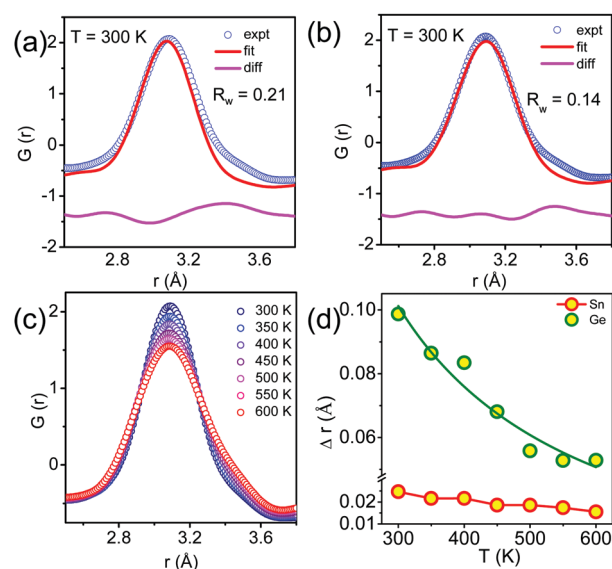 (a)
T = 300 K
expt
fit
diff
R_w = 0.21
G (r)
2
1
0
-1
-2
2.8
3.2
3.6
r (Å)
(b)
T = 300 K
expt
fit
diff
R_w = 0.14
G (r)
2
1
0
-1
-2
2.8
3.2
3.6
r (Å)
(c)
300 K
350 K
400 K
450 K
500 K
550 K
600 K
G (r)
2
1
0
2.8
3.2
3.6
r (Å)
(d)
Sn
Ge
Δ r (Å)
0.10
0.08
0.06
0.02
0.01
300
400
500
600
T (K)